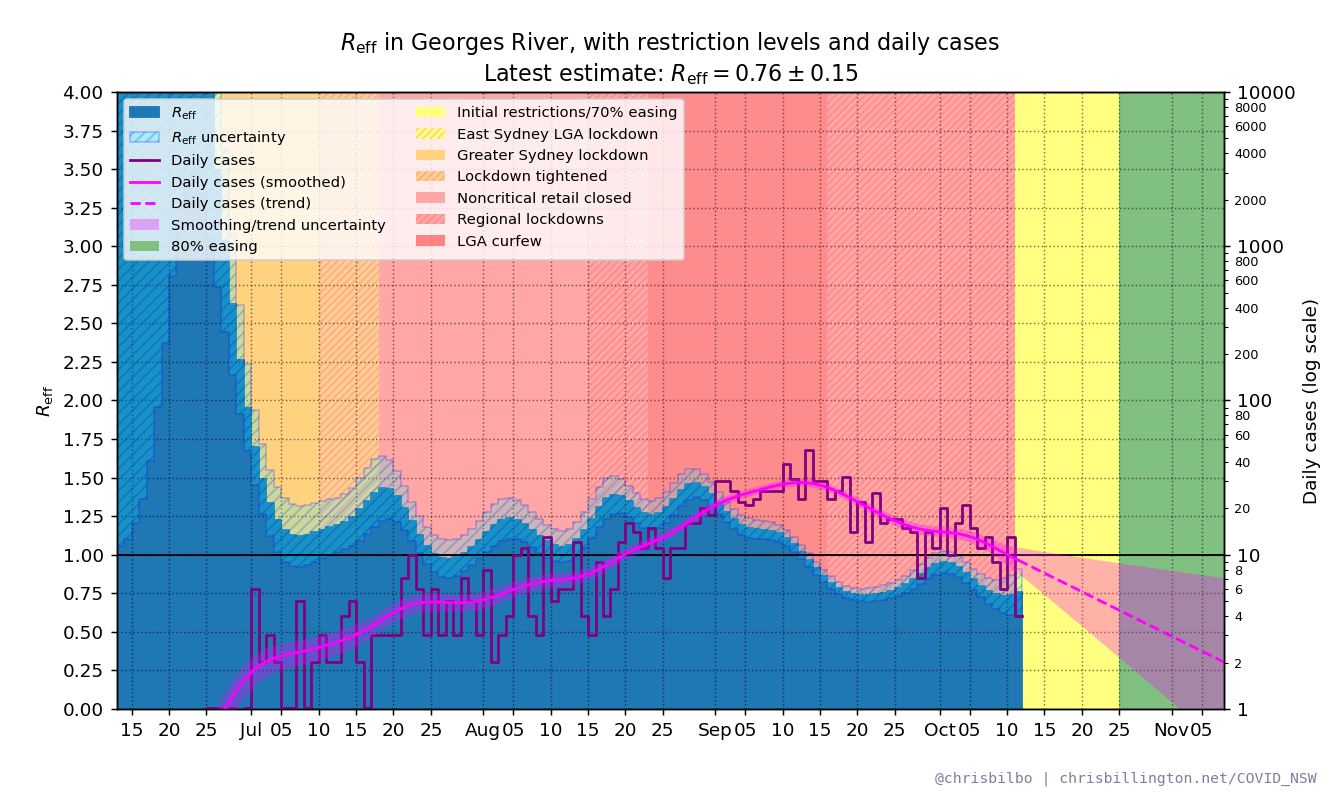 Reff in Georges River, with restriction levels and daily cases
Latest estimate: Reff = 0.76 ± 0.15
4.00
3.75
3.50
3.25
3.00
2.75
2.50
2.25
2.00
1.75
1.50
1.25
1.00
0.75
0.50
0.25
0.00
Reff
Reff
Reff uncertainty
Daily cases
Daily cases (smoothed)
Daily cases (trend)
Smoothing/trend uncertainty
80% easing
Initial restrictions/70% easing
East Sydney LGA lockdown
Greater Sydney lockdown
Lockdown tightened
Noncritical retail closed
Regional lockdowns
LGA curfew
10000
8000
6000
4000
2000
1000
800
600
400
200
100
80
60
40
20
10
8
6
4
2
1
Daily cases (log scale)
15 20 25 Jul 05 10 15 20 25 Aug 05 10 15 20 25 Sep 05 10 15 20 25 Oct 05 10 15 20 25 Nov 05
@chrisbilbo | chrisbillington.net/COVID_NSW